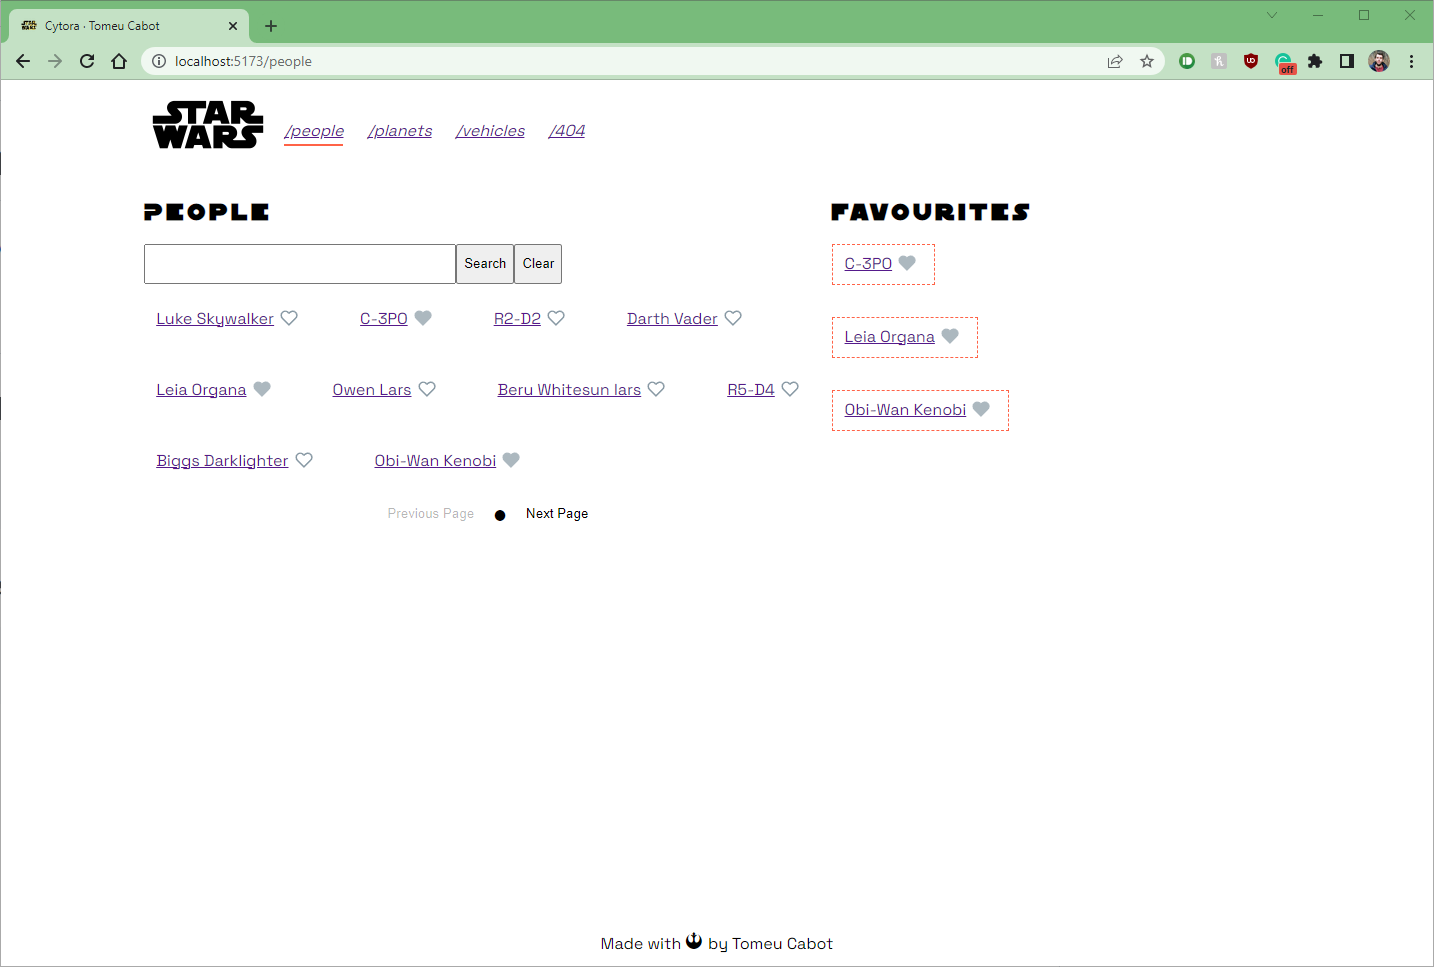 Cytora · Tomeu Cabot
localhost:5173/people
off
STAR WARS
/people /planets /vehicles /404
PEOPLE
Search Clear
Luke Skywalker C-3PO R2-D2 Darth Vader
Leia Organa Owen Lars Beru Whitesun lars R5-D4
Biggs Darklighter Obi-Wan Kenobi
Previous Page Next Page
FAVOURITES
C-3PO
Leia Organa
Obi-Wan Kenobi
Made with by Tomeu Cabot